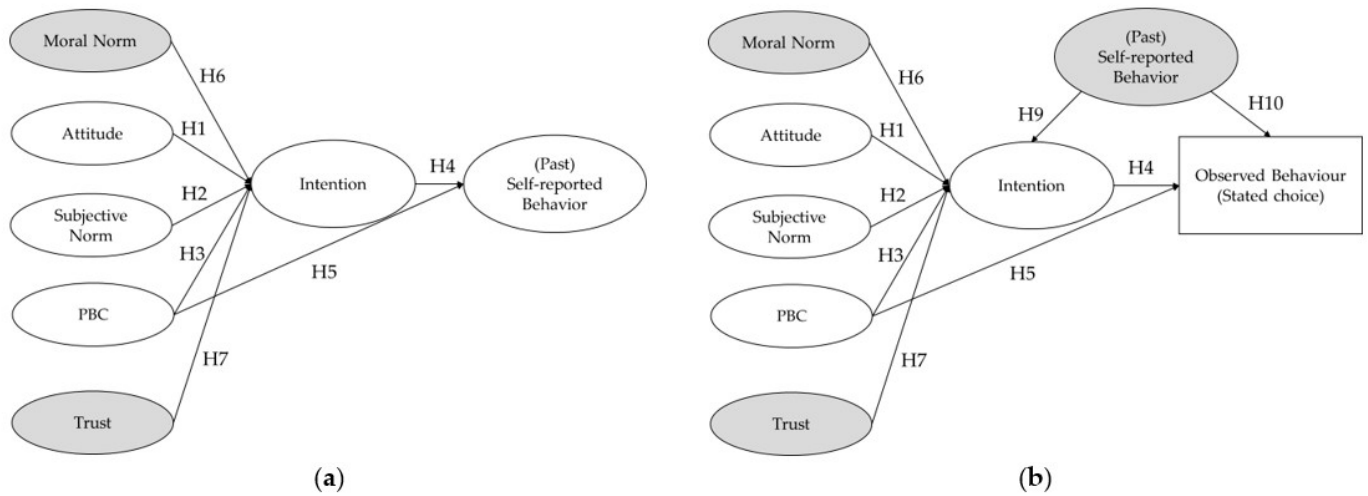 Moral Norm
H6
Attitude
H1
Subjective
Norm
H2
H3
PBC
H7
Trust
Intention
H4
H5
(Past)
Self-reported
Behavior
(a)
Moral Norm
H6
Attitude
H1
Subjective
Norm
H2
H3
PBC
H7
Trust
(Past)
Self-reported
Behavior
H9
H10
Intention
H4
H5
Observed Behaviour
(Stated choice)
(b)